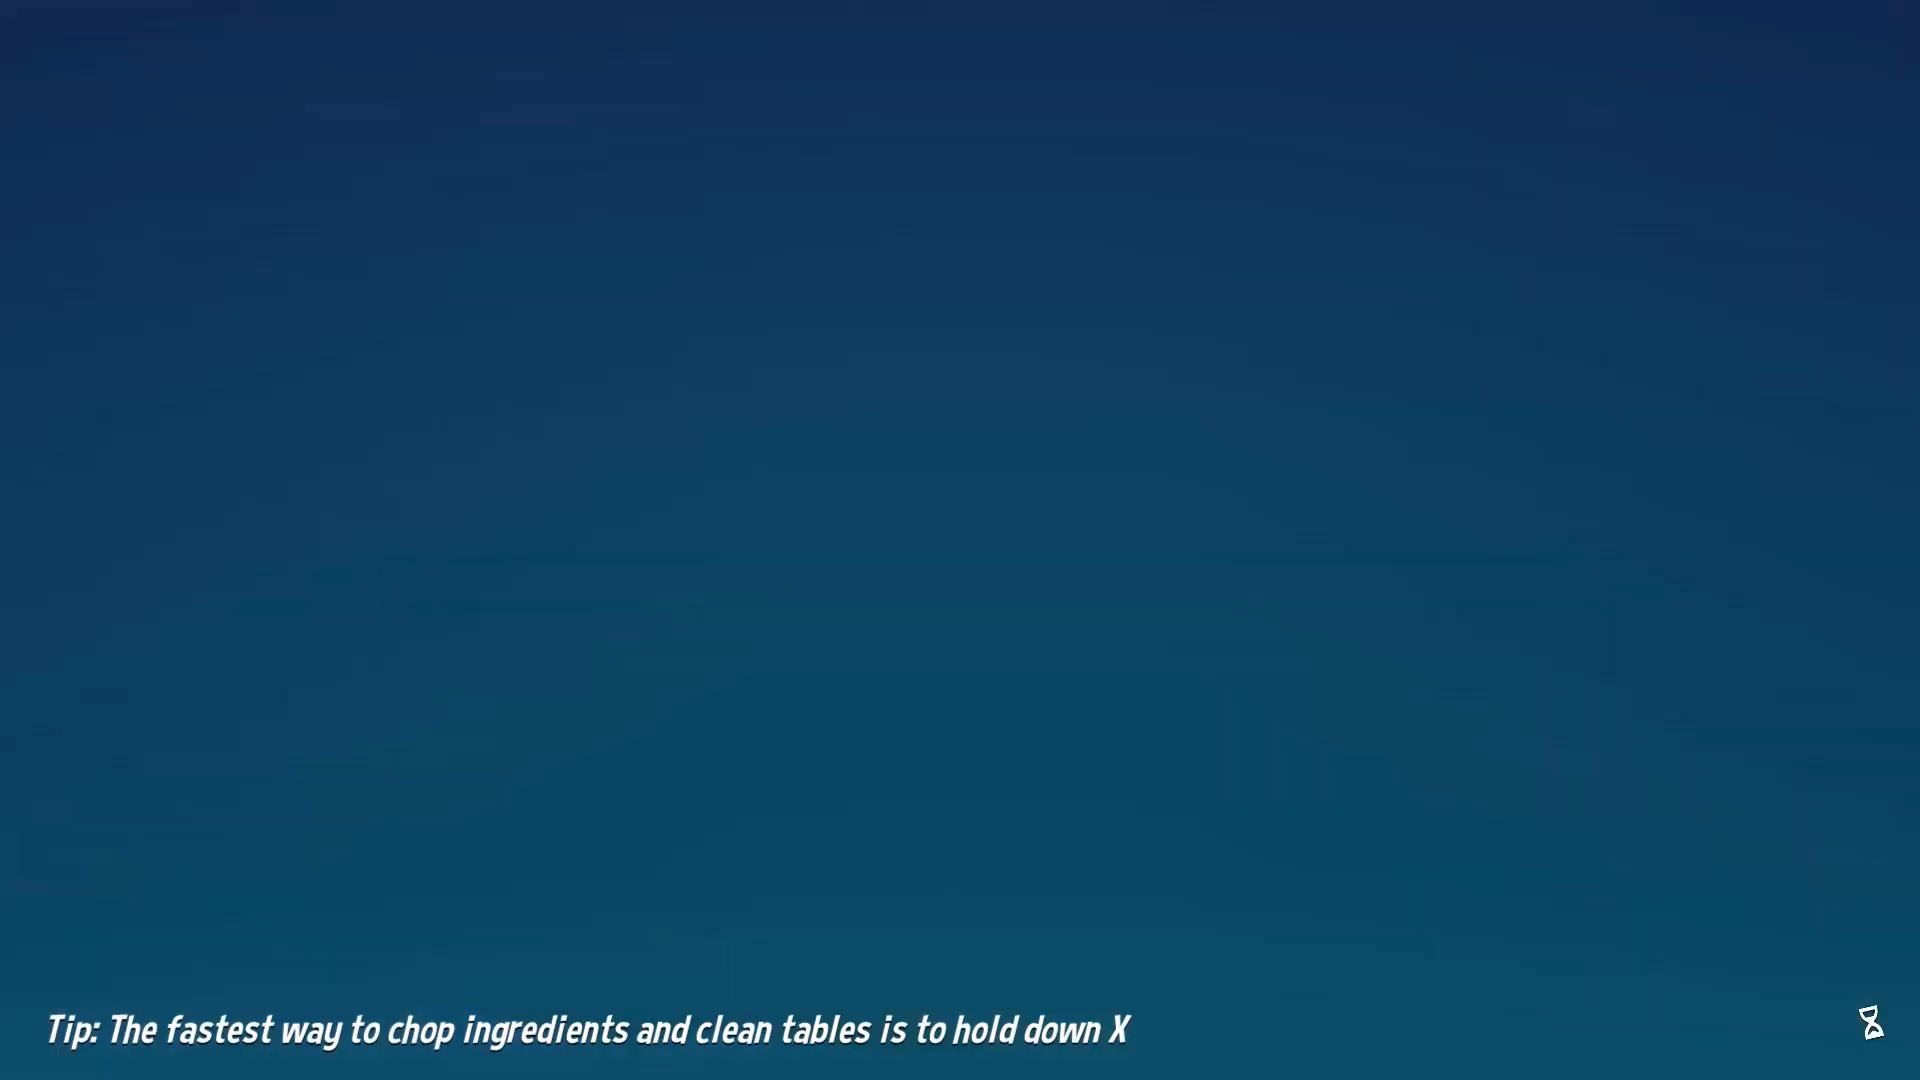 Tip: The fastest way to chop ingredients and clean tables is to hold down X